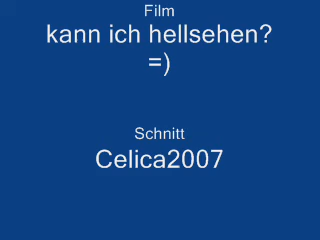 Film
kann ich hellsehen?
=)
Schnitt
Celica2007